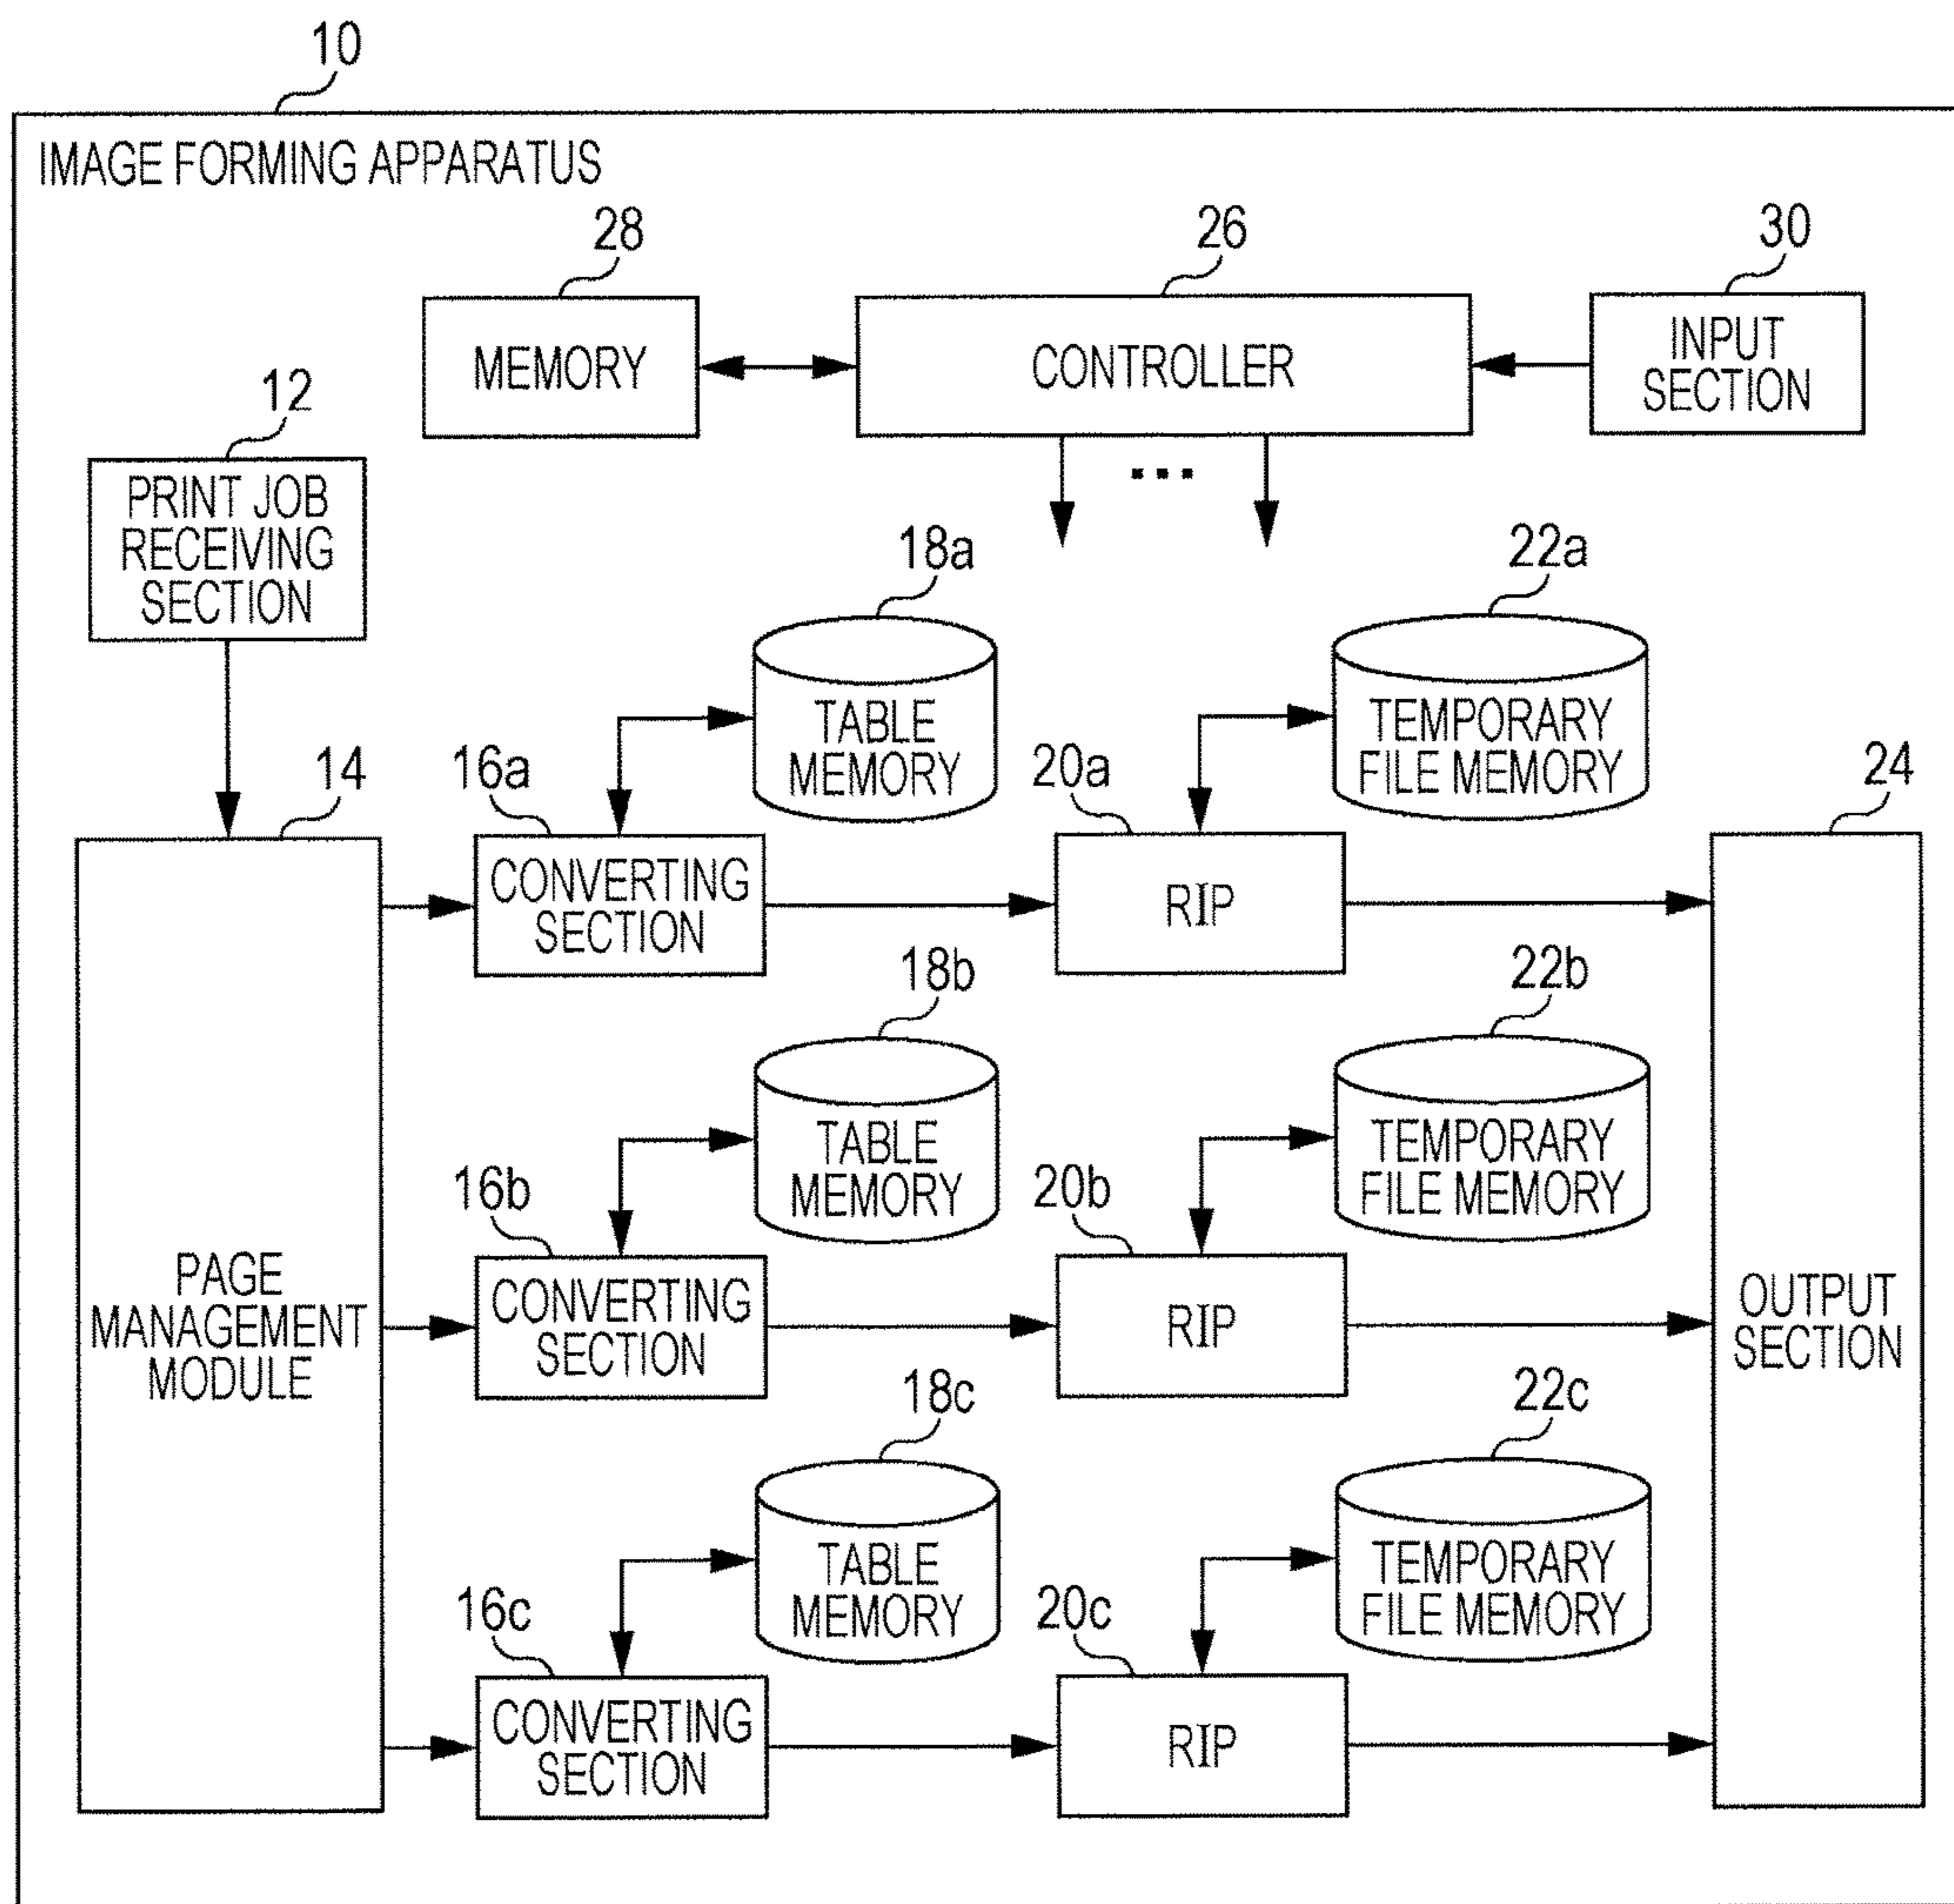 10
IMAGE FORMING APPARATUS
28
26
30
MEMORY
CONTROLLER
INPUT
SECTION
12
PRINT JOB
RECEIVING
SECTION
...
18a
22a
TABLE
MEMORY
TEMPORARY
FILE MEMORY
14
16a
20a
24
CONVERTING
SECTION
RIP
18b
22b
TABLE
MEMORY
TEMPORARY
FILE MEMORY
16b
20b
PAGE
MANAGEMENT
MODULE
CONVERTING
SECTION
RIP
OUTPUT
SECTION
18c
22c
TABLE
MEMORY
TEMPORARY
FILE MEMORY
16c
20c
CONVERTING
SECTION
RIP